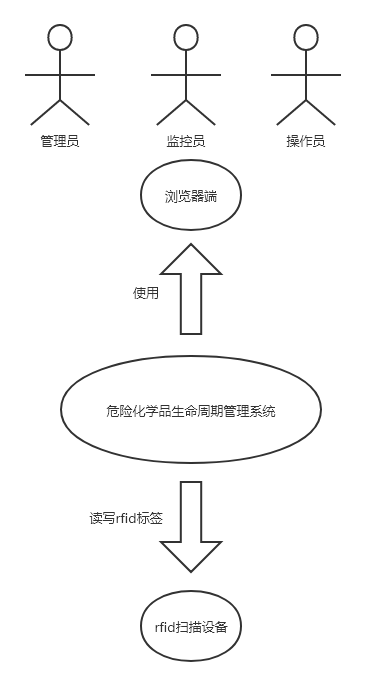 管理员
监控员
操作员
浏览器端
使用
危险化学品生命周期管理系统
读写rfid标签
rfid扫描设备